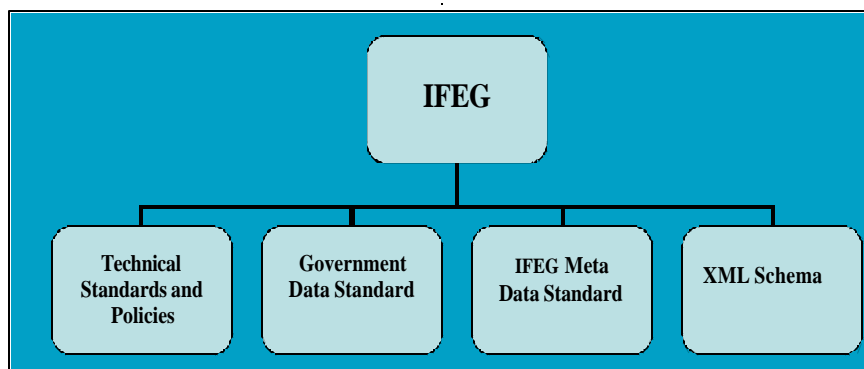 IFEG
Technical
Standards and
Policies
Government
Data Standard
IFEG Meta
Data Standard
XML Schema